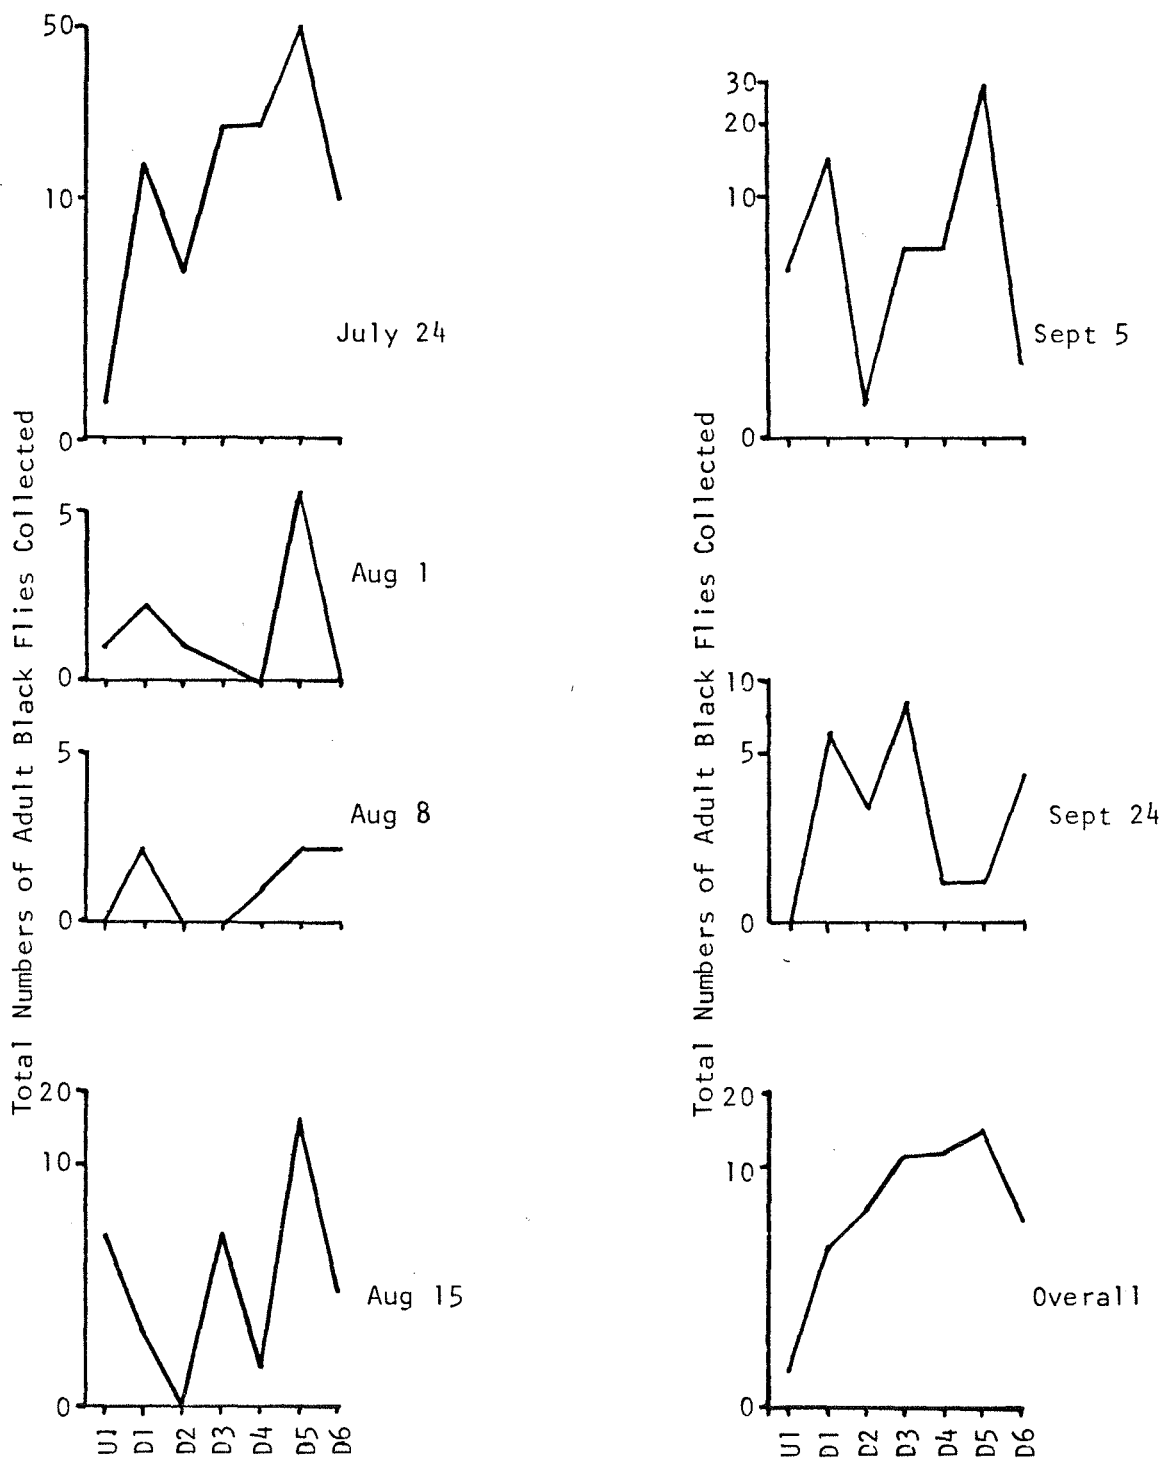 Total Numbers of Adult Black Flies Collected
50
10
0
July 24
5
0
Aug 1
5
0
Aug 8
20
10
0
Aug 15
U1 D1 D2 D3 D4 D5 D6
Total Numbers of Adult Black Flies Collected
30
20
10
0
Sept 5
10
5
0
Sept 24
20
10
0
Overall
U1 D1 D2 D3 D4 D5 D6